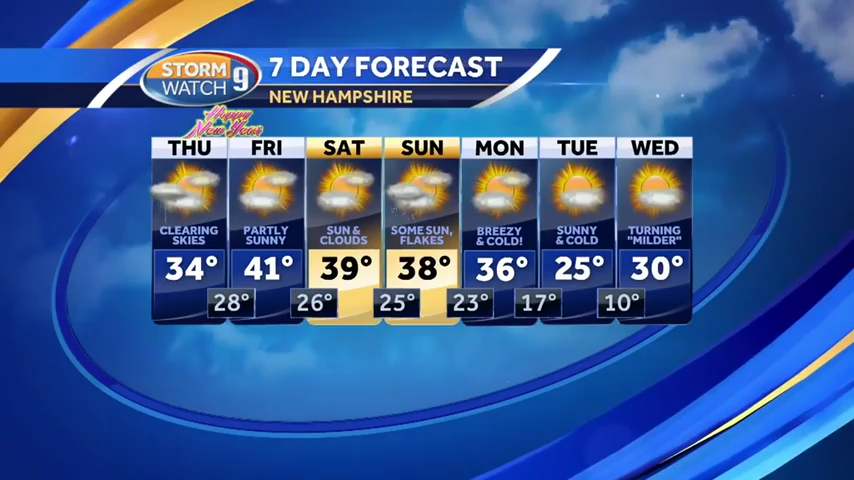 STORM
WATCH 9
7 DAY FORECAST
NEW HAMPSHIRE
Happy
New Year
THU FRI SAT SUN MON TUE WED
CLEARING
SKIES
PARTLY
SUNNY
SUN &
CLOUDS
SOME SUN,
FLAKES
BREEZY
& COLD!
SUNNY
& COLD
TURNING
"MILDER"
34° 41° 39° 38° 36° 25° 30°
28° 26° 25° 23° 17° 10°